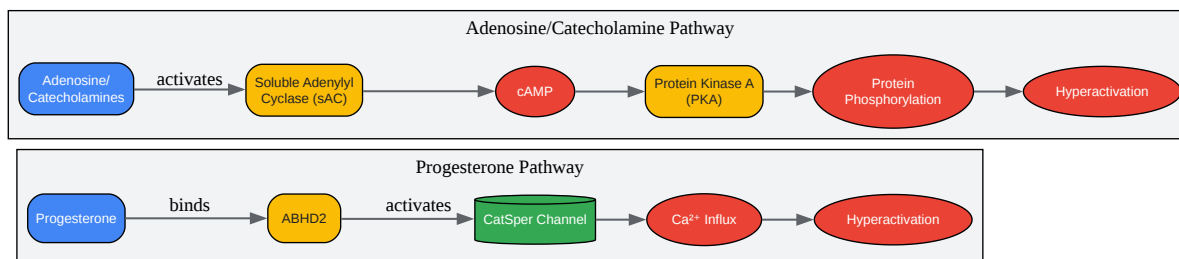 Adenosine/Catecholamine Pathway
Adenosine/
Catecholamines
activates
Soluble Adenylyl
Cyclase (sAC)
cAMP
Protein Kinase A
(PKA)
Protein
Phosphorylation
Hyperactivation
Progesterone Pathway
Progesterone
binds
ABHD2
activates
CatSper Channel
Ca²⁺ Influx
Hyperactivation